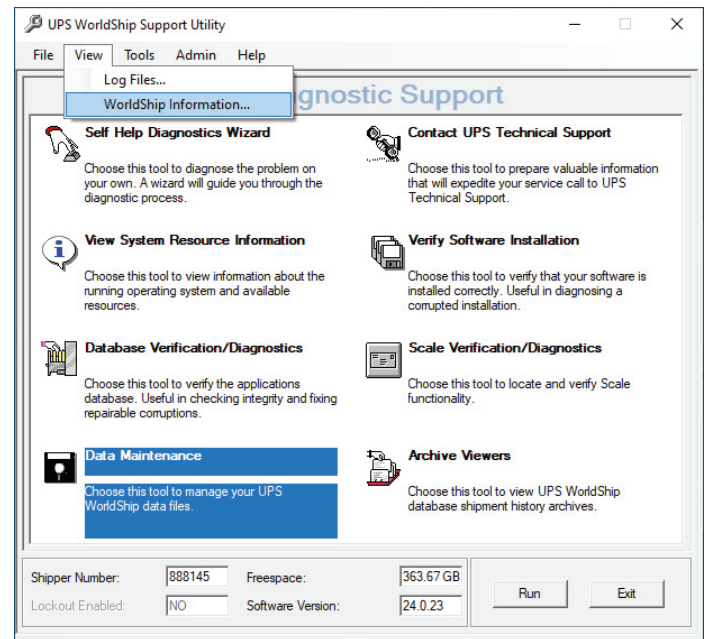 UPS WorldShip Support Utility
File View Tools Admin Help
Log Files...
WorldShip Information...
gnostic Support
Self Help Diagnostics Wizard
Choose this tool to diagnose the problem on
your own. A wizard will guide you through the
diagnostic process.
Contact UPS Technical Support
Choose this tool to prepare valuable information
that will expedite your service call to UPS
Technical Support.
View System Resource Information
Choose this tool to view information about the
running operating system and available
resources.
Verify Software Installation
Choose this tool to verify that your software is
installed correctly. Useful in diagnosing a
corrupted installation.
Database Verification/Diagnostics
Choose this tool to verify the applications
database. Useful in checking integrity and fixing
repairable corruptions.
Scale Verification/Diagnostics
Choose this tool to locate and verify Scale
functionality.
Data Maintenance
Choose this tool to manage your UPS
WorldShip data files.
Archive Viewers
Choose this tool to view UPS WorldShip
database shipment history archives.
Shipper Number: 888145 Freespace: 363.67 GB
Lockout Enabled: NO Software Version: 24.0.23
Run Exit